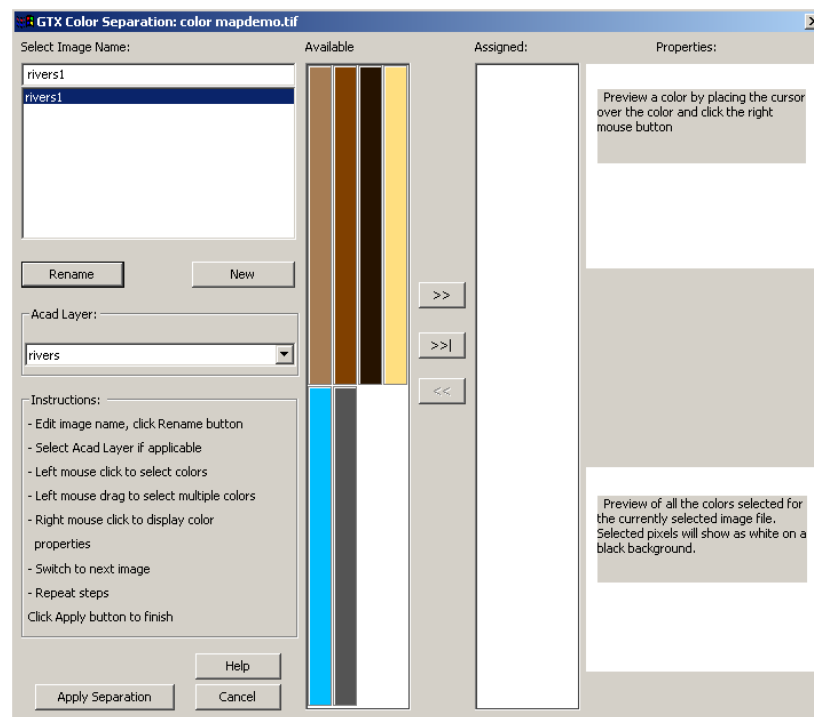 GTX Color Separation: color mapdemo.tif
Select Image Name:
Available
Assigned:
Properties:
rivers1
rivers1
Preview a color by placing the cursor
over the color and click the right
mouse button
Rename
New
>>
Acad Layer:
>>|
rivers
<<
Instructions:
- Edit image name, click Rename button
- Select Acad Layer if applicable
- Left mouse click to select colors
- Left mouse drag to select multiple colors
- Right mouse click to display color
properties
- Switch to next image
- Repeat steps
Click Apply button to finish
Preview of all the colors selected for
the currently selected image file.
Selected pixels will show as white on a
black background.
Help
Apply Separation
Cancel